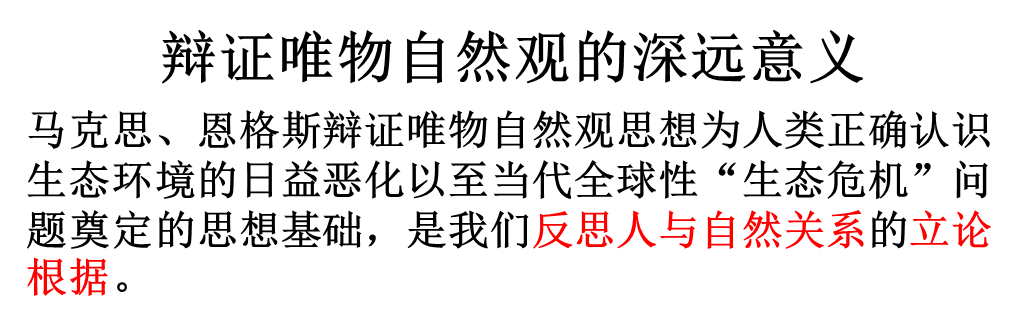 辩证唯物自然观的深远意义
马克思、恩格斯辩证唯物自然观思想为人类正确认识
生态环境的日益恶化以至当代全球性“生态危机”问
题奠定的思想基础，是我们反思人与自然关系的立论
根据。